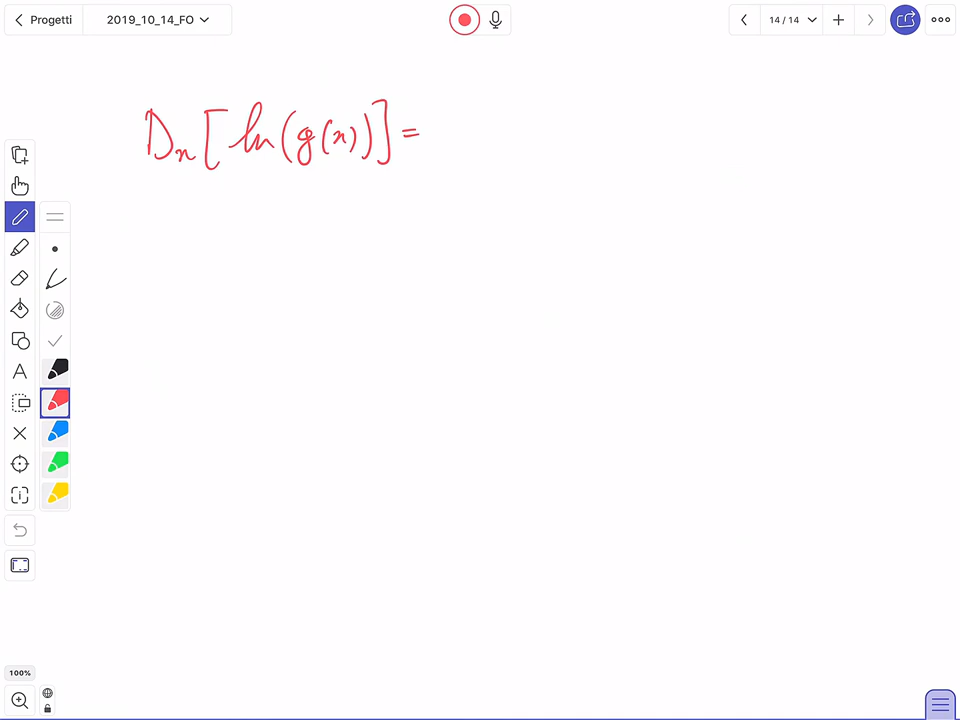 Progetti 2019_10_14_FO 14 / 14
Dx [ ln(g(x)) ] =
A
100%